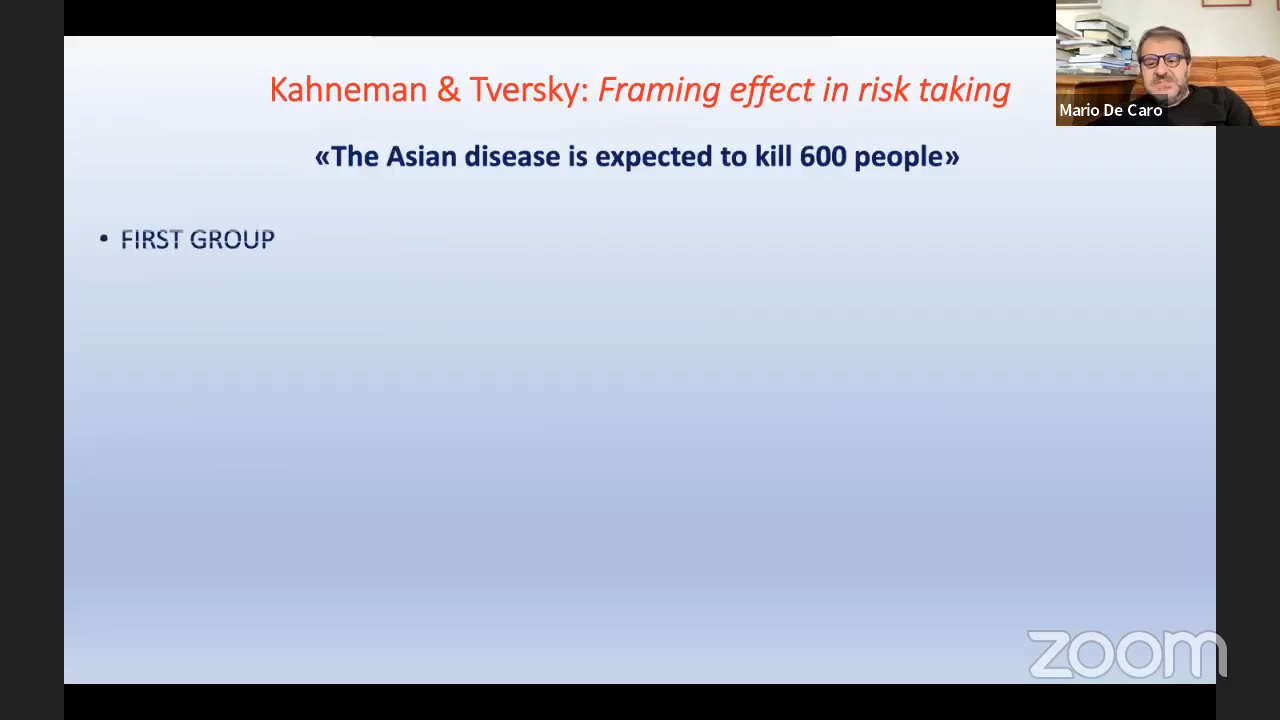 Kahneman & Tversky: Framing effect in risk taking
Mario De Caro
«The Asian disease is expected to kill 600 people»
• FIRST GROUP
zoom